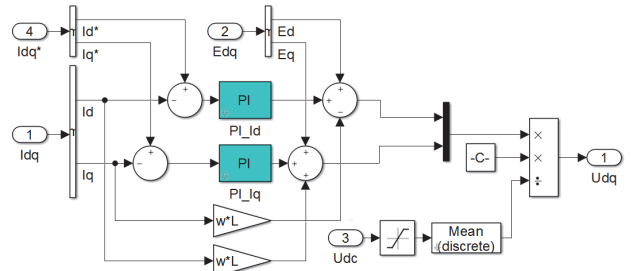 4
Idq*
Id*
Iq*
2
Edq
Ed
Eq
Id
Iq
1
Idq
PI
PI_Id
PI
PI_Iq
w*L
w*L
3
Udc
Mean
(discrete)
-C-
×
×
÷
1
Udq